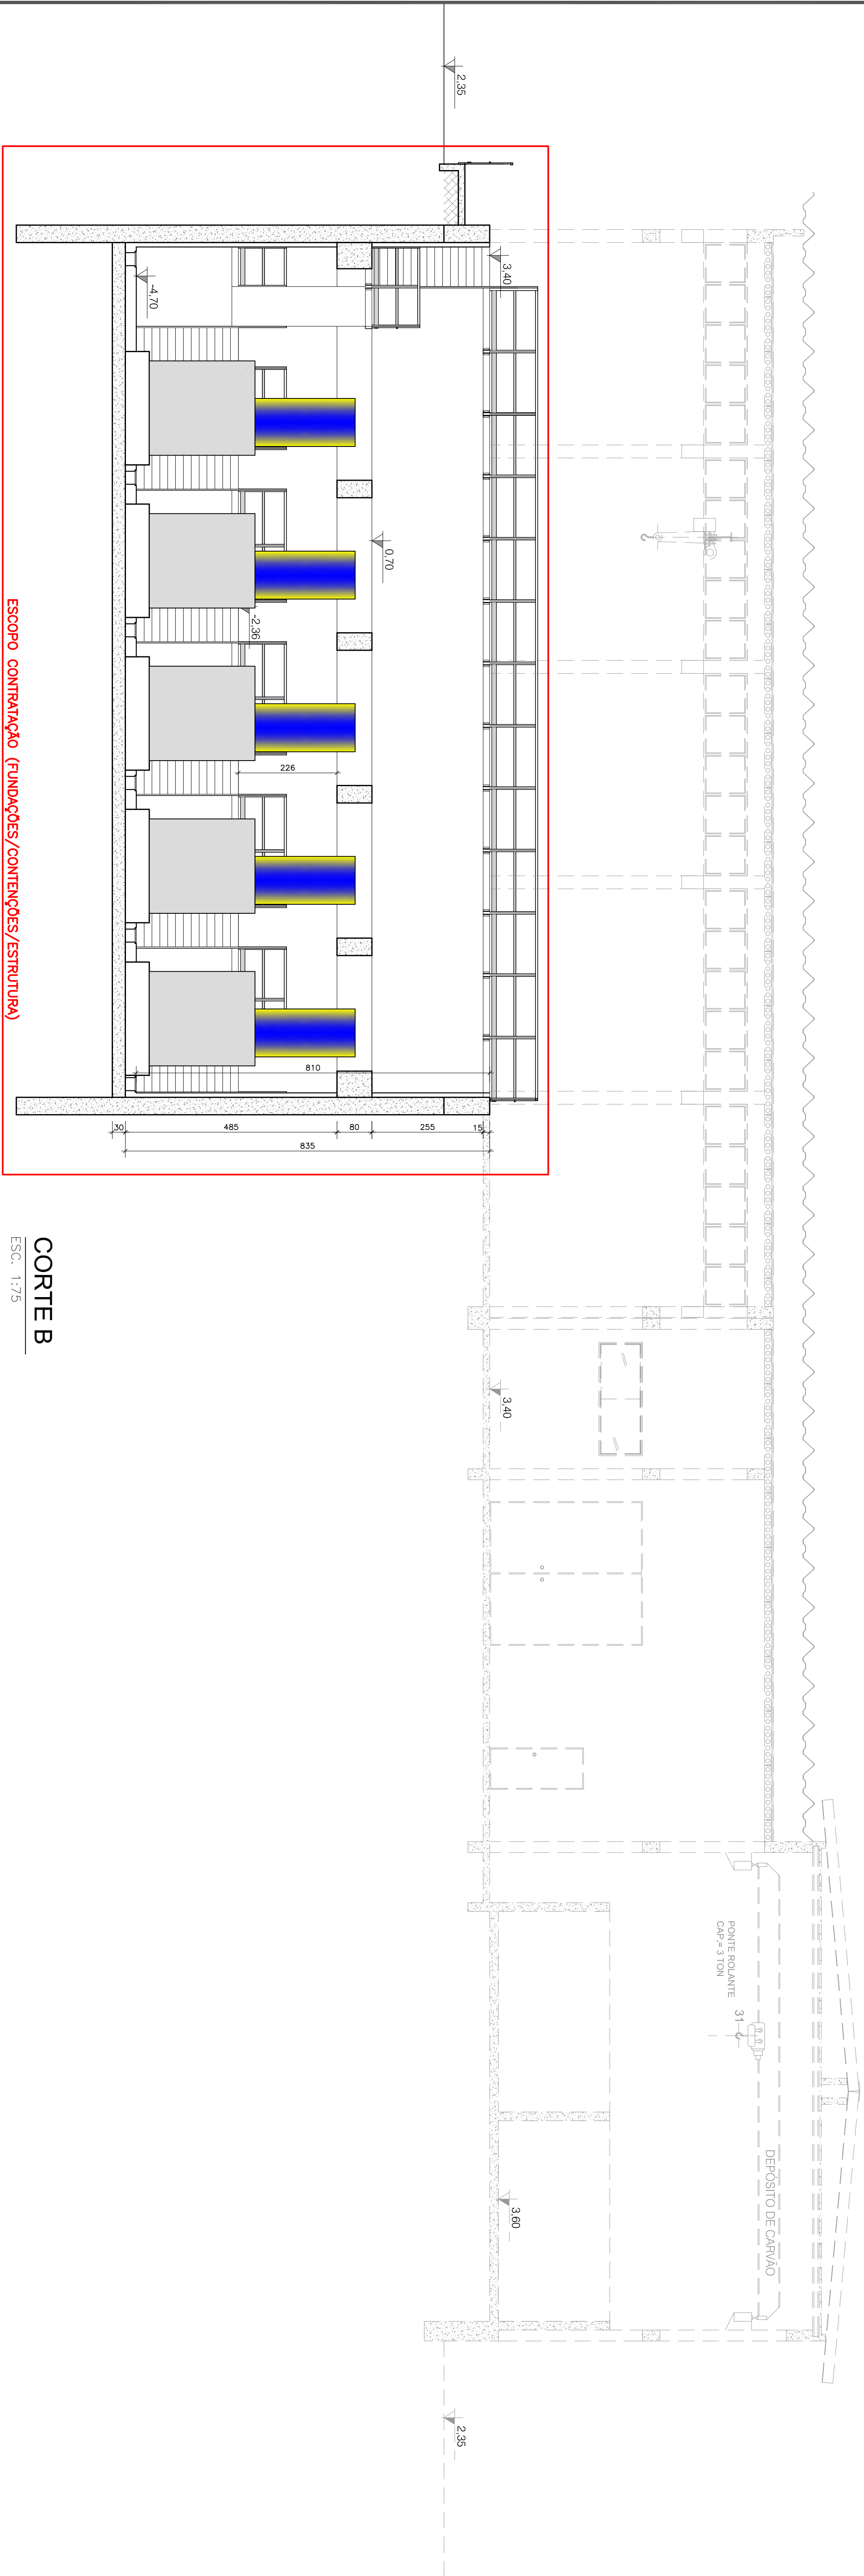 2,35
3,40
-4,70
0,70
-2,36
226
810
30
485
80
255
15
835
ESCOPO CONTRATAÇÃO (FUNDAÇÕES/CONTENÇÕES/ESTRUTURA)
CORTE B
ESC. 1:75
3,40
PONTE ROLANTE
CAP.= 3 TON
31
DEPÓSITO DE CARVÃO
3,60
2,35